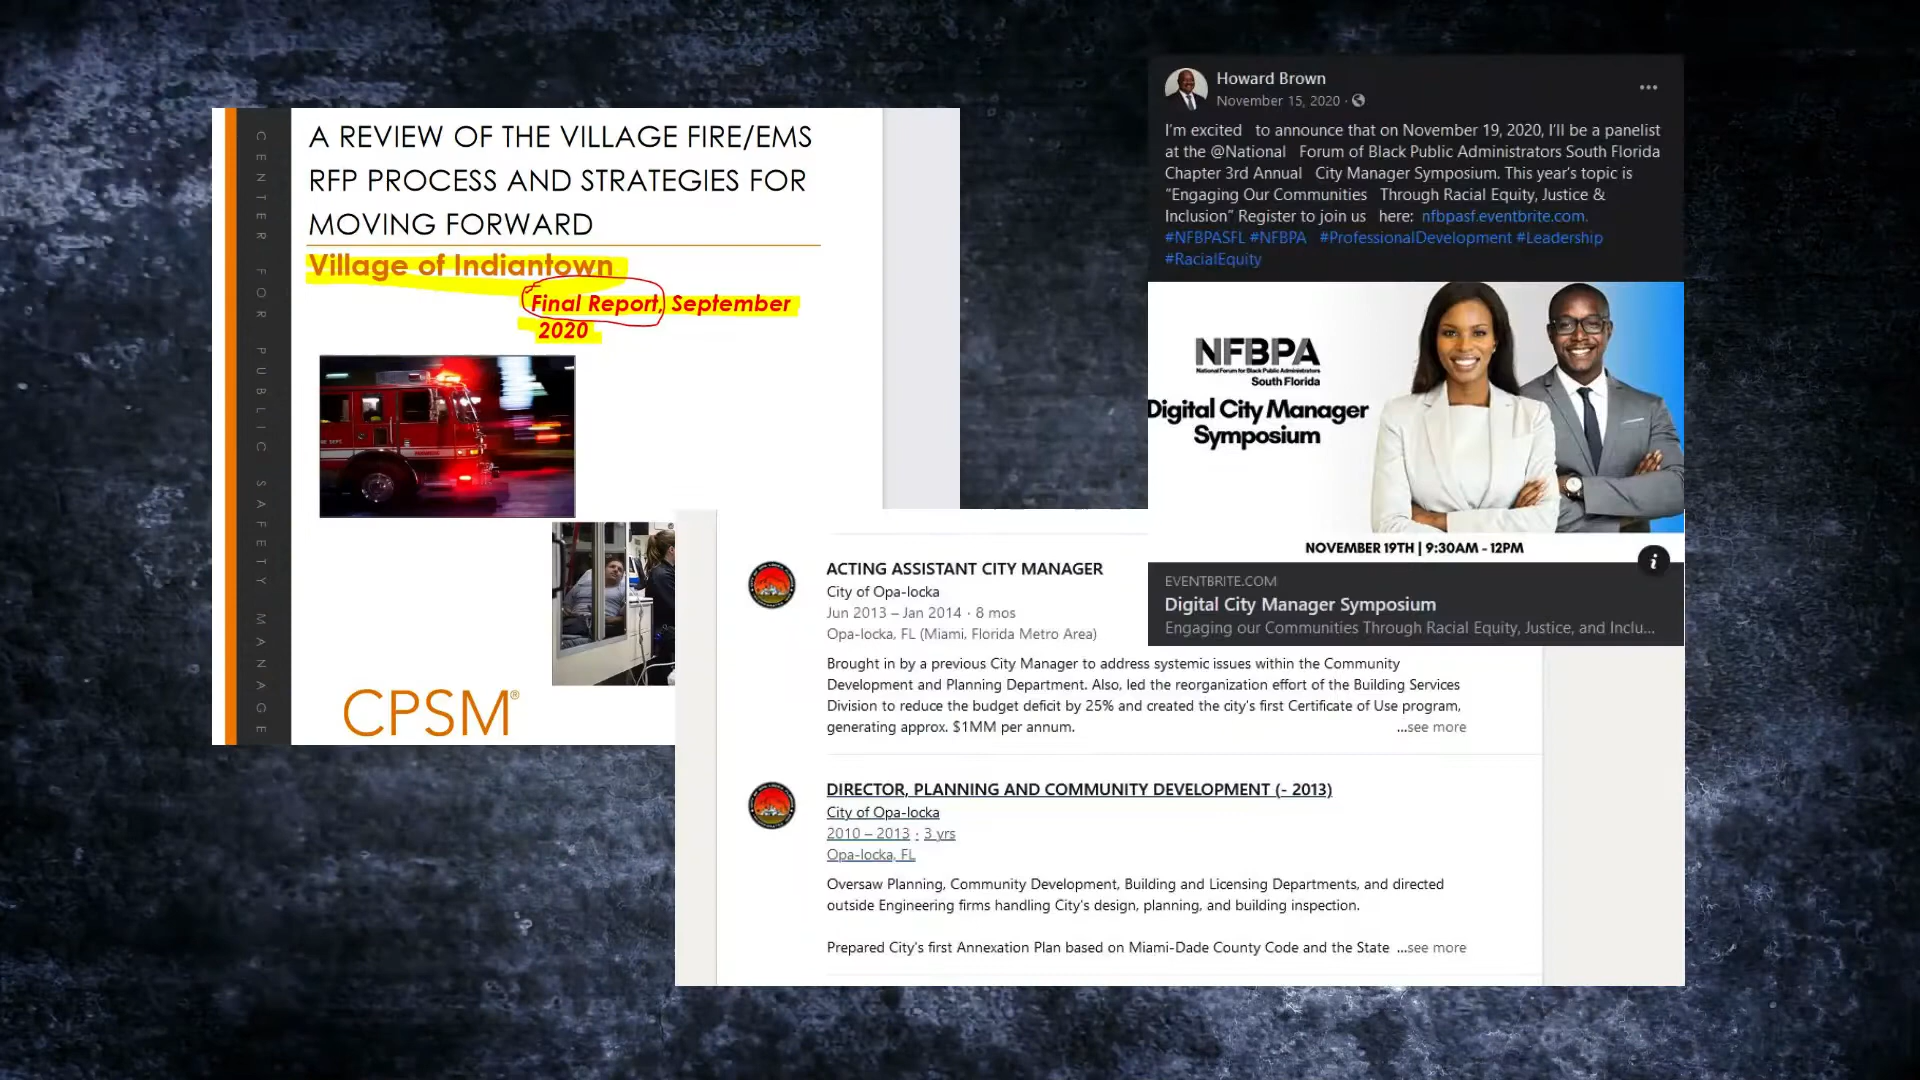 A REVIEW OF THE VILLAGE FIRE/EMS
RFP PROCESS AND STRATEGIES FOR
MOVING FORWARD
Village of Indiantown
Final Report, September
2020
CENTER FOR PUBLIC SAFETY MANAGE
CPSM®
Howard Brown
November 15, 2020 ·
I'm excited to announce that on November 19, 2020, I'll be a panelist
at the @National Forum of Black Public Administrators South Florida
Chapter 3rd Annual City Manager Symposium. This year's topic is
"Engaging Our Communities Through Racial Equity, Justice &
Inclusion" Register to join us here: nfbpasf.eventbrite.com.
#NFBPASFL #NFBPA #ProfessionalDevelopment #Leadership
#RacialEquity
NFBPA
National Forum for Black Public Administrators
South Florida
Digital City Manager
Symposium
NOVEMBER 19TH | 9:30AM - 12PM
EVENTBRITE.COM
Digital City Manager Symposium
Engaging our Communities Through Racial Equity, Justice, and Inclu...
ACTING ASSISTANT CITY MANAGER
City of Opa-locka
Jun 2013 – Jan 2014 · 8 mos
Opa-locka, FL (Miami, Florida Metro Area)
Brought in by a previous City Manager to address systemic issues within the Community
Development and Planning Department. Also, led the reorganization effort of the Building Services
Division to reduce the budget deficit by 25% and created the city's first Certificate of Use program,
generating approx. $1MM per annum. ...see more
DIRECTOR, PLANNING AND COMMUNITY DEVELOPMENT (- 2013)
City of Opa-locka
2010 – 2013 · 3 yrs
Opa-locka, FL
Oversaw Planning, Community Development, Building and Licensing Departments, and directed
outside Engineering firms handling City's design, planning, and building inspection.
Prepared City's first Annexation Plan based on Miami-Dade County Code and the State ...see more